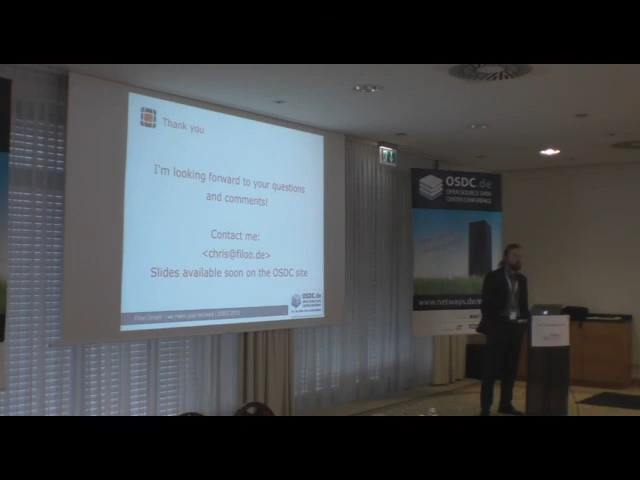 Thank you
I'm looking forward to your questions
and comments!
Contact me:
<chris@filoo.de>
Slides available soon on the OSDC site
OSDC.de
OSDC.de
OPEN SOURCE DATA
CENTER CONFERENCE
www.netways.de